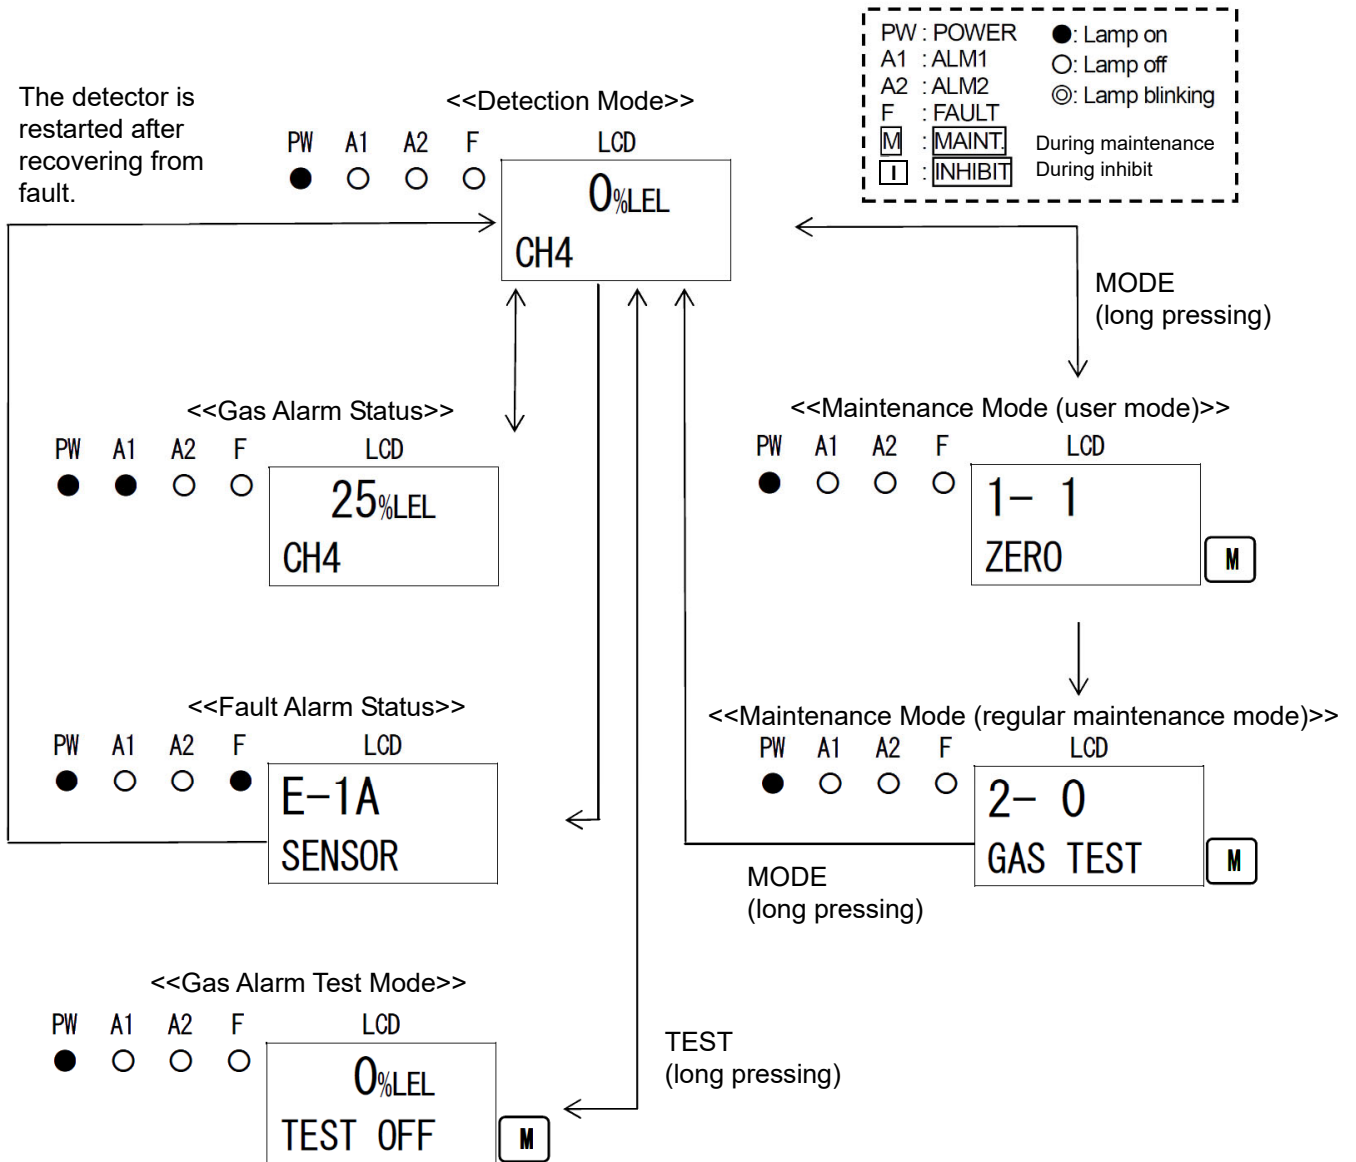 PW : POWER ●: Lamp on
A1 : ALM1 ○: Lamp off
A2 : ALM2 ◎: Lamp blinking
F : FAULT
M : MAINT. During maintenance
I : INHIBIT During inhibit
The detector is
restarted after
recovering from
fault.
<<Detection Mode>>
PW A1 A2 F LCD
0%LEL
CH4
MODE
(long pressing)
<<Gas Alarm Status>>
PW A1 A2 F LCD
25%LEL
CH4
<<Maintenance Mode (user mode)>>
PW A1 A2 F LCD
1- 1
ZERO M
<<Fault Alarm Status>>
PW A1 A2 F LCD
E-1A
SENSOR
<<Maintenance Mode (regular maintenance mode)>>
PW A1 A2 F LCD
2- 0
GAS TEST M
MODE
(long pressing)
<<Gas Alarm Test Mode>>
PW A1 A2 F LCD
0%LEL
TEST OFF M
TEST
(long pressing)